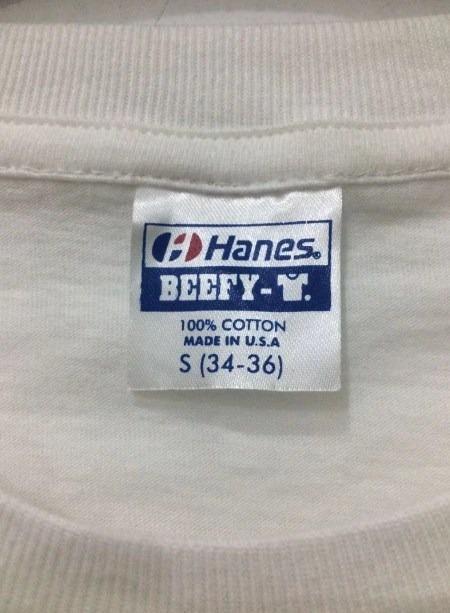 Hanes®
BEEFY-T.
100% COTTON
MADE IN U.S.A
S (34-36)